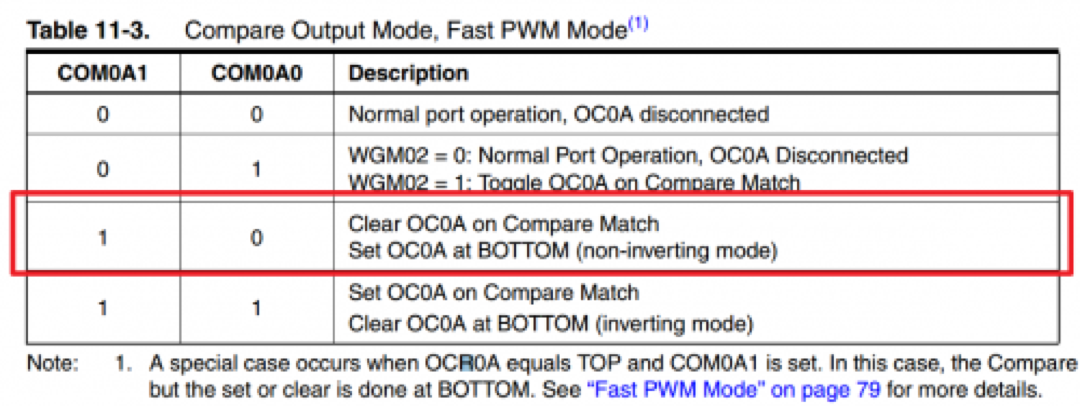 Table 11-3. Compare Output Mode, Fast PWM Mode(1)
COM0A1 COM0A0 Description
0 0 Normal port operation, OC0A disconnected
0 1 WGM02 = 0: Normal Port Operation, OC0A Disconnected
WGM02 = 1: Toggle OC0A on Compare Match
1 0 Clear OC0A on Compare Match
Set OC0A at BOTTOM (non-inverting mode)
1 1 Set OC0A on Compare Match
Clear OC0A at BOTTOM (inverting mode)
Note: 1. A special case occurs when OCR0A equals TOP and COM0A1 is set. In this case, the Compare
but the set or clear is done at BOTTOM. See “Fast PWM Mode” on page 79 for more details.